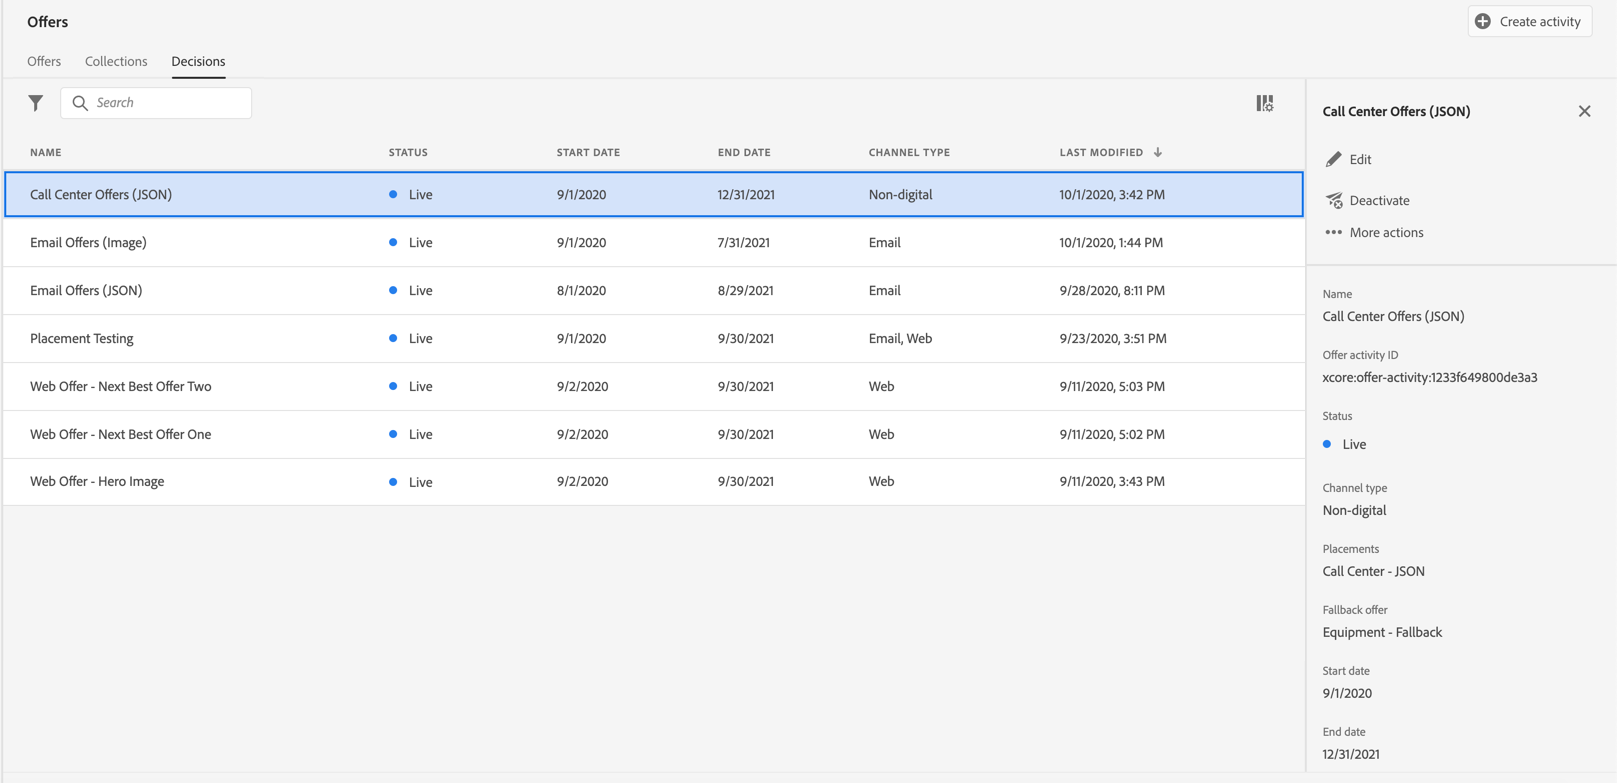 Offers
Create activity
Offers Collections Decisions
Search
NAME STATUS START DATE END DATE CHANNEL TYPE LAST MODIFIED
Call Center Offers (JSON) Live 9/1/2020 12/31/2021 Non-digital 10/1/2020, 3:42 PM
Email Offers (Image) Live 9/1/2020 7/31/2021 Email 10/1/2020, 1:44 PM
Email Offers (JSON) Live 8/1/2020 8/29/2021 Email 9/28/2020, 8:11 PM
Placement Testing Live 9/1/2020 9/30/2021 Email, Web 9/23/2020, 3:51 PM
Web Offer - Next Best Offer Two Live 9/2/2020 9/30/2021 Web 9/11/2020, 5:03 PM
Web Offer - Next Best Offer One Live 9/2/2020 9/30/2021 Web 9/11/2020, 5:02 PM
Web Offer - Hero Image Live 9/2/2020 9/30/2021 Web 9/11/2020, 3:43 PM
Call Center Offers (JSON)
Edit
Deactivate
More actions
Name
Call Center Offers (JSON)
Offer activity ID
xcore:offer-activity:1233f649800de3a3
Status
Live
Channel type
Non-digital
Placements
Call Center - JSON
Fallback offer
Equipment - Fallback
Start date
9/1/2020
End date
12/31/2021